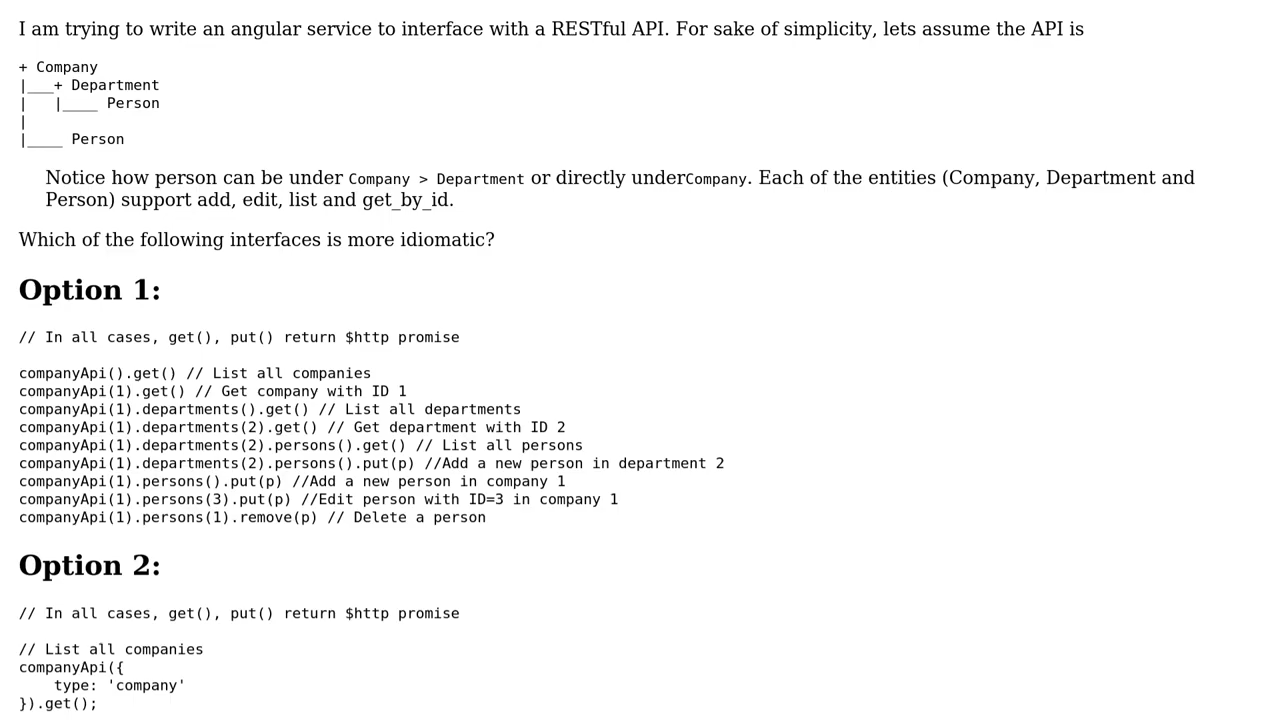 I am trying to write an angular service to interface with a RESTful API. For sake of simplicity, lets assume the API is
+ Company
|___+ Department
|   |____ Person
|
|____ Person
Notice how person can be under Company > Department or directly underCompany. Each of the entities (Company, Department and
Person) support add, edit, list and get_by_id.
Which of the following interfaces is more idiomatic?
Option 1:
// In all cases, get(), put() return $http promise
companyApi().get() // List all companies
companyApi(1).get() // Get company with ID 1
companyApi(1).departments().get() // List all departments
companyApi(1).departments(2).get() // Get department with ID 2
companyApi(1).departments(2).persons().get() // List all persons
companyApi(1).departments(2).persons().put(p) //Add a new person in department 2
companyApi(1).persons().put(p) //Add a new person in company 1
companyApi(1).persons(3).put(p) //Edit person with ID=3 in company 1
companyApi(1).persons(1).remove(p) // Delete a person
Option 2:
// In all cases, get(), put() return $http promise
// List all companies
companyApi({
    type: 'company'
}).get();